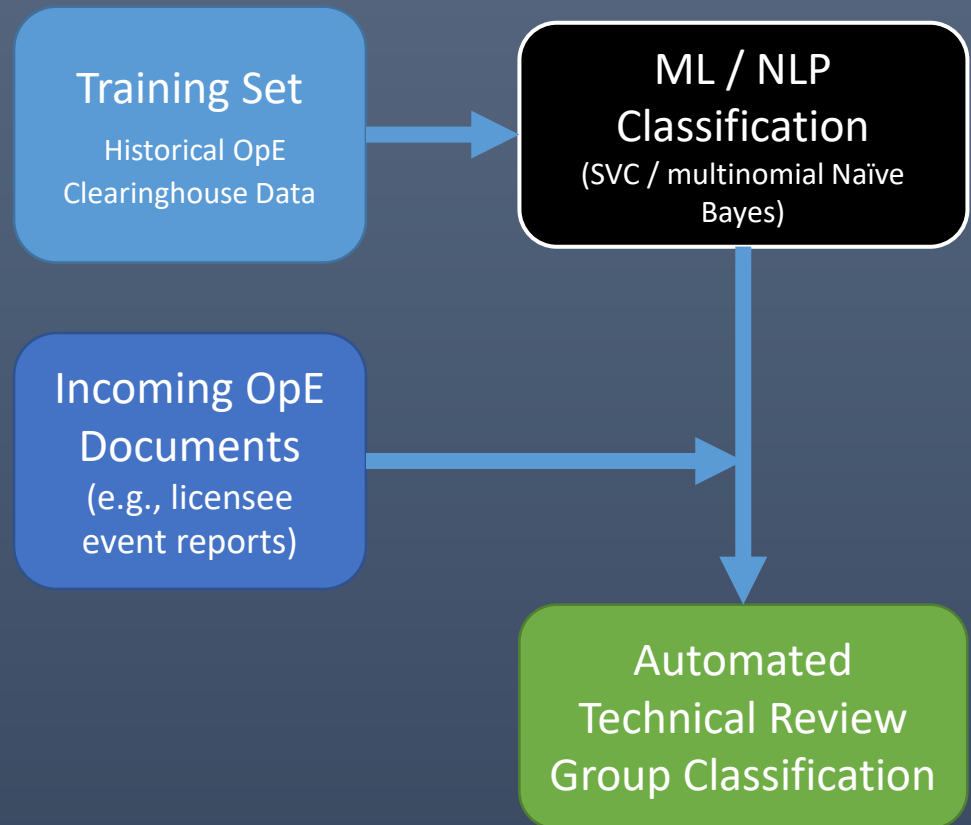 Training Set
Historical OpE
Clearinghouse Data
ML / NLP
Classification
(SVC / multinomial Naïve
Bayes)
Incoming OpE
Documents
(e.g., licensee
event reports)
Automated
Technical Review
Group Classification